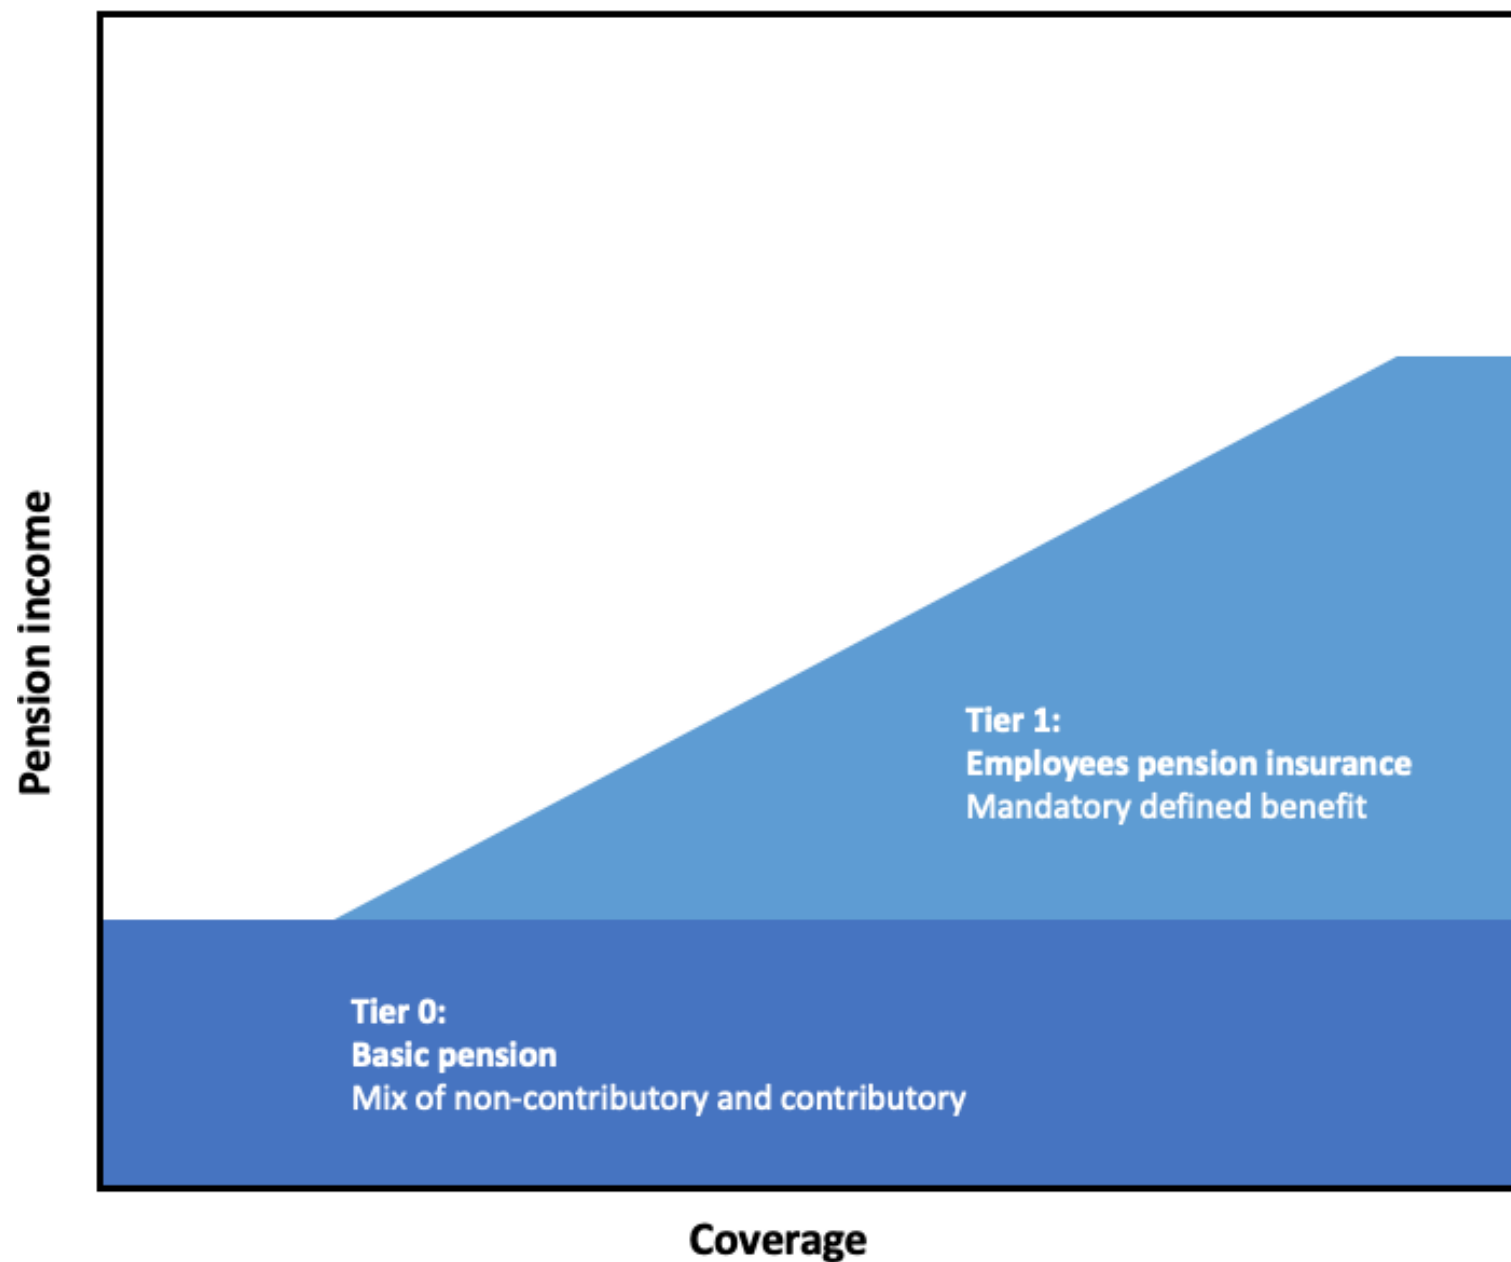 Pension income
Tier 1:
Employees pension insurance
Mandatory defined benefit
Tier 0:
Basic pension
Mix of non-contributory and contributory
Coverage